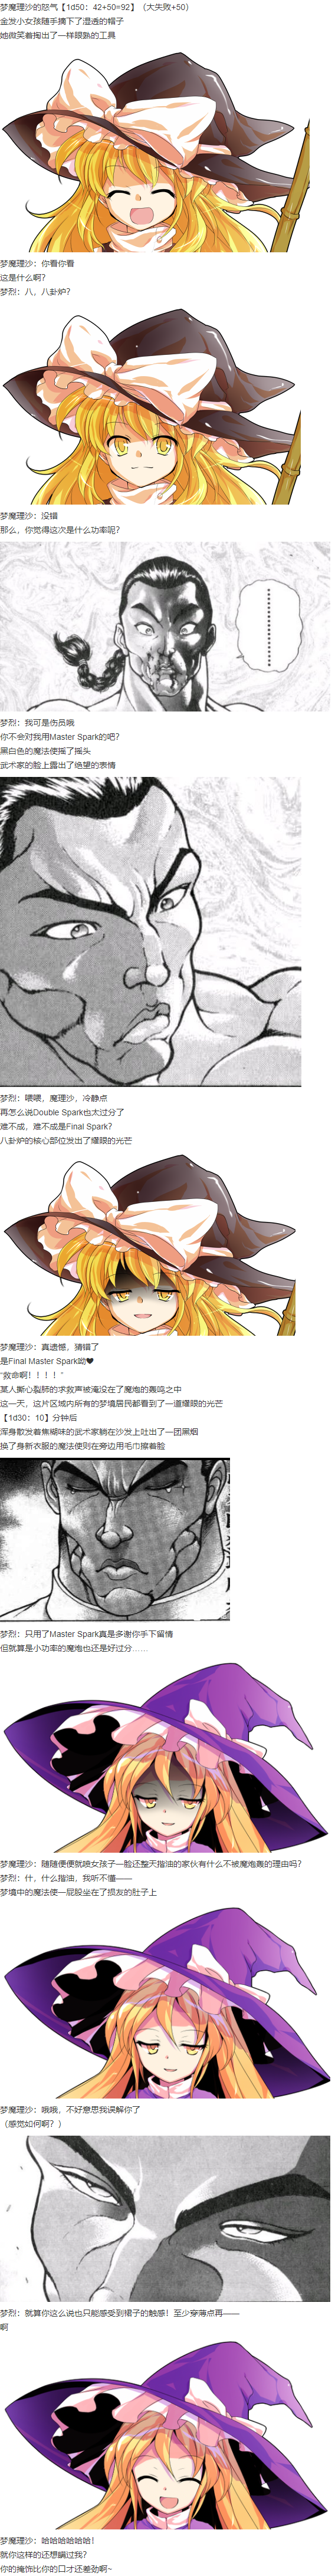 梦魔理沙的怒气【1d50：42+50=92】（大失败+50）
金发小女孩随手摘下了湿透的帽子
她微笑着掏出了一样眼熟的工具
梦魔理沙：你看你看
这是什么啊？
梦烈：八，八卦炉？
梦魔理沙：没错
那么，你觉得这次是什么功率呢？
梦烈：我可是伤员哦
你不会对我用Master Spark的吧？
黑白色的魔法使摇了摇头
武术家的脸上露出了绝望的表情
梦烈：喂喂，魔理沙，冷静点
再怎么说Double Spark也太过分了
难不成，难不成是Final Spark？
八卦炉的核心部位发出了耀眼的光芒
梦魔理沙：真遗憾，猜错了
是Final Master Spark呦❤
“救命啊！！！！”
某人撕心裂肺的求救声被淹没在了魔炮的轰鸣之中
这一天，这片区域内所有的梦境居民都看到了一道耀眼的光芒
【1d30：10】分钟后
浑身散发着焦糊味的武术家躺在沙发上吐出了一团黑烟
换了身新衣服的魔法使则在旁边用毛巾擦着脸
梦烈：只用了Master Spark真是多谢你手下留情
但就算是小功率的魔炮也还是好过分……
梦魔理沙：随随便便就喷女孩子一脸还整天揩油的家伙有什么不被魔炮轰的理由吗？
梦烈：什，什么揩油，我听不懂——
梦境中的魔法使一屁股坐在了损友的肚子上
梦魔理沙：哦哦，不好意思我误解你了
（感觉如何啊？）
梦烈：就算你这么说也只能感受到裙子的触感！至少穿薄点再——
啊
梦魔理沙：哈哈哈哈哈哈！
就你这样的还想瞒过我？
你的掩饰比你的口才还差劲啊~